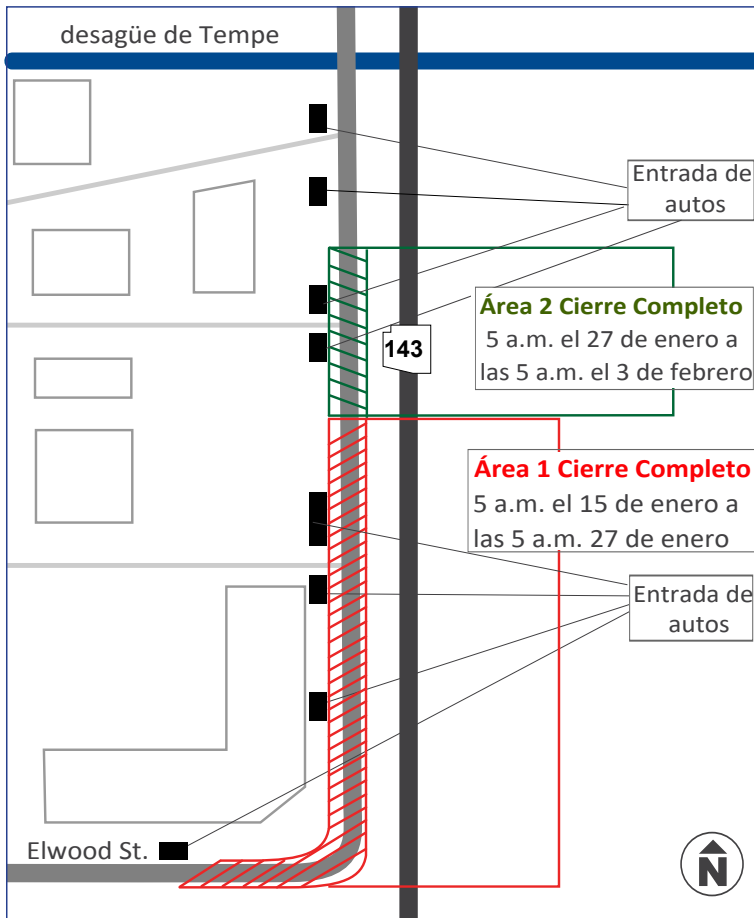 desagüe de Tempe
Entrada de
autos
Área 2 Cierre Completo
5 a.m. el 27 de enero a
las 5 a.m. el 3 de febrero
143
Área 1 Cierre Completo
5 a.m. el 15 de enero a
las 5 a.m. 27 de enero
Entrada de
autos
Elwood St.
N